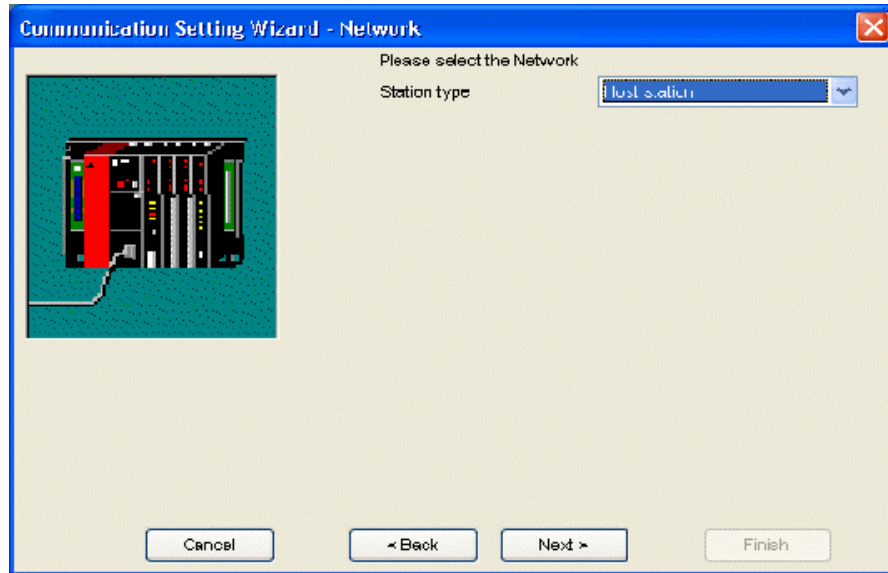 Communication Setting Wizard - Network
Please select the Network
Station type
Host station
Cancel
< Back
Next >
Finish